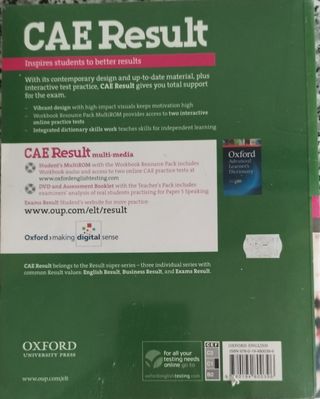 CAE Result
Inspires students to better results
With its contemporary design and up-to-date material, plus
interactive test practice, CAE Result gives you total
support for the exam.
• Vibrant design with high-impact visuals keeps motivation high
• Workbook Resource Pack MultiROM provides access to two interactive
online practice tests
• Integrated dictionary skills work teaches skills for independent learning
CAE Result multi-media
Student's MultiROM with the Workbook Resource Pack includes
Workbook audio and access to two online CAE practice tests at
www.oxfordenglishtesting.com
DVD and Assessment Booklet with the Teacher's Pack includes
examiners' analysis of real students practising for Paper 5 Speaking
Exams Result Student's website for more practice:
www.oup.com/elt/result
Oxford
Advanced
Learner's
Dictionary
Oxford > making digital sense
CAE Result belongs to the Result super-series – three individual series with
common Result values: English Result, Business Result, and Exams Result.
OXFORD
UNIVERSITY PRESS
www.oup.com/elt
for all your
testing needs
online go to
oxfordenglishtesting.com
CEF
OXFORD ENGLISH